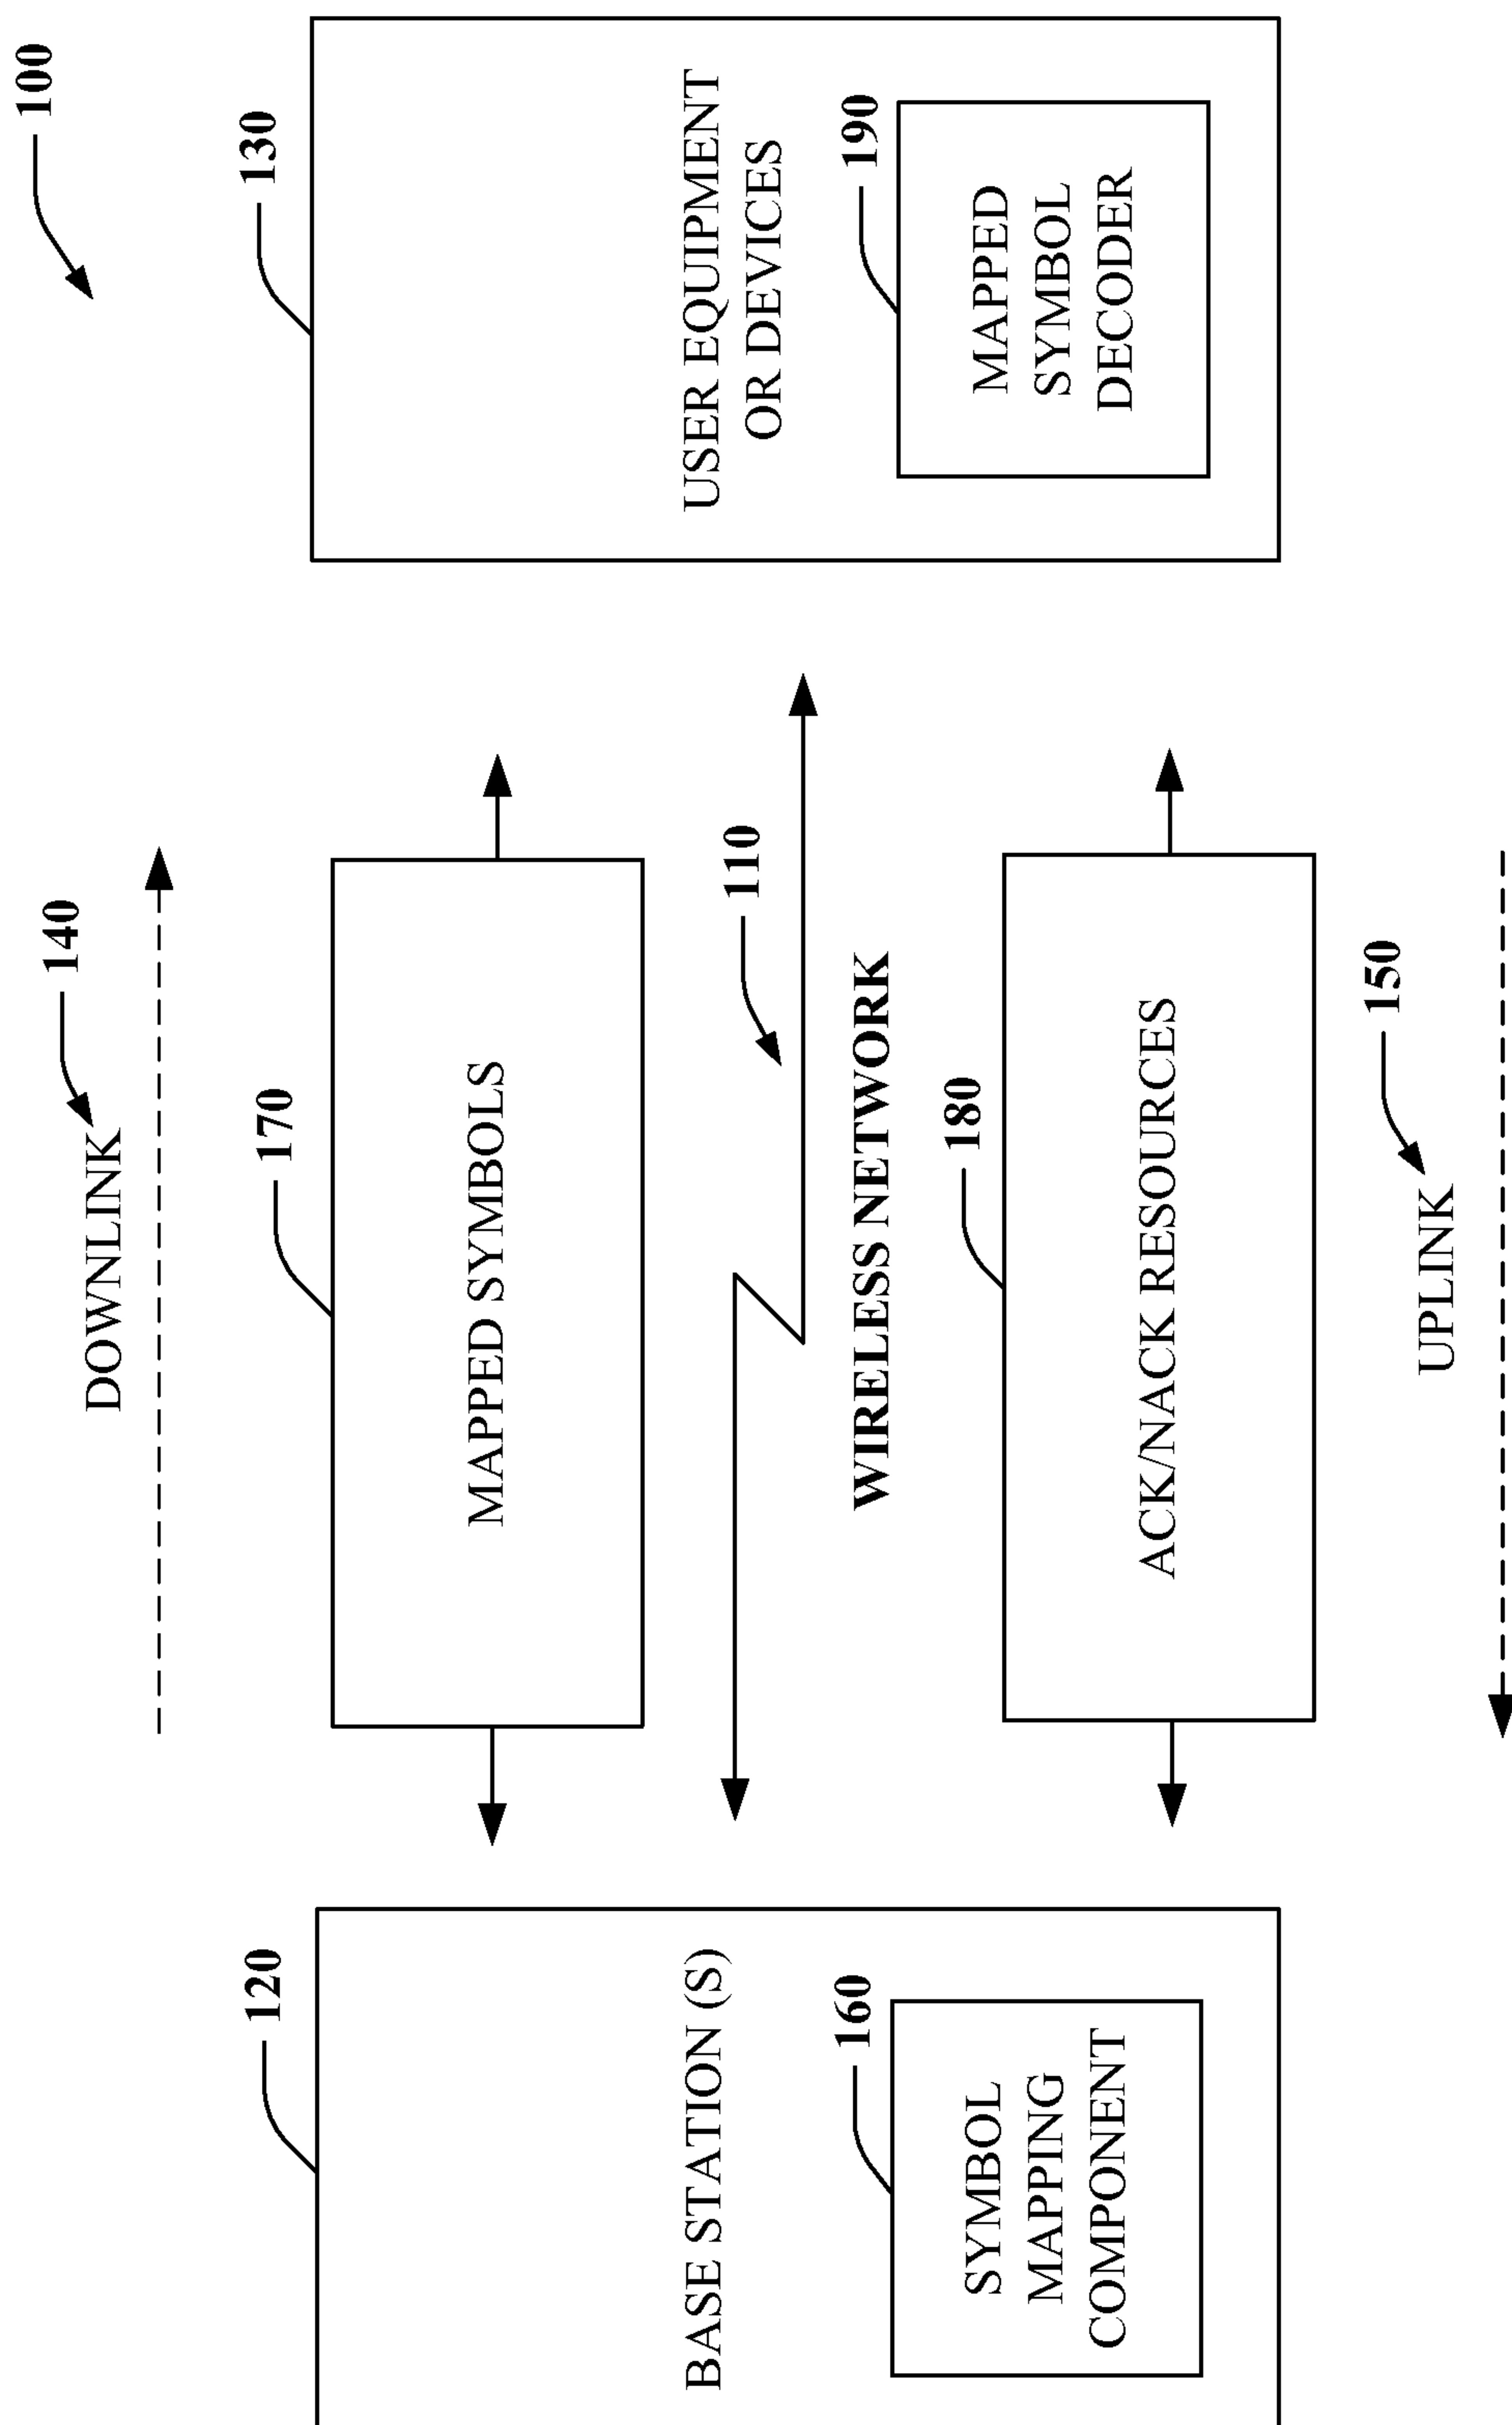 100
DOWNLINK
140
120
BASE STATION (S)
160
SYMBOL
MAPPING
COMPONENT
170
MAPPED SYMBOLS
110
WIRELESS NETWORK
180
ACK/NACK RESOURCES
130
USER EQUIPMENT
OR DEVICES
190
MAPPED
SYMBOL
DECODER
UPLINK
150